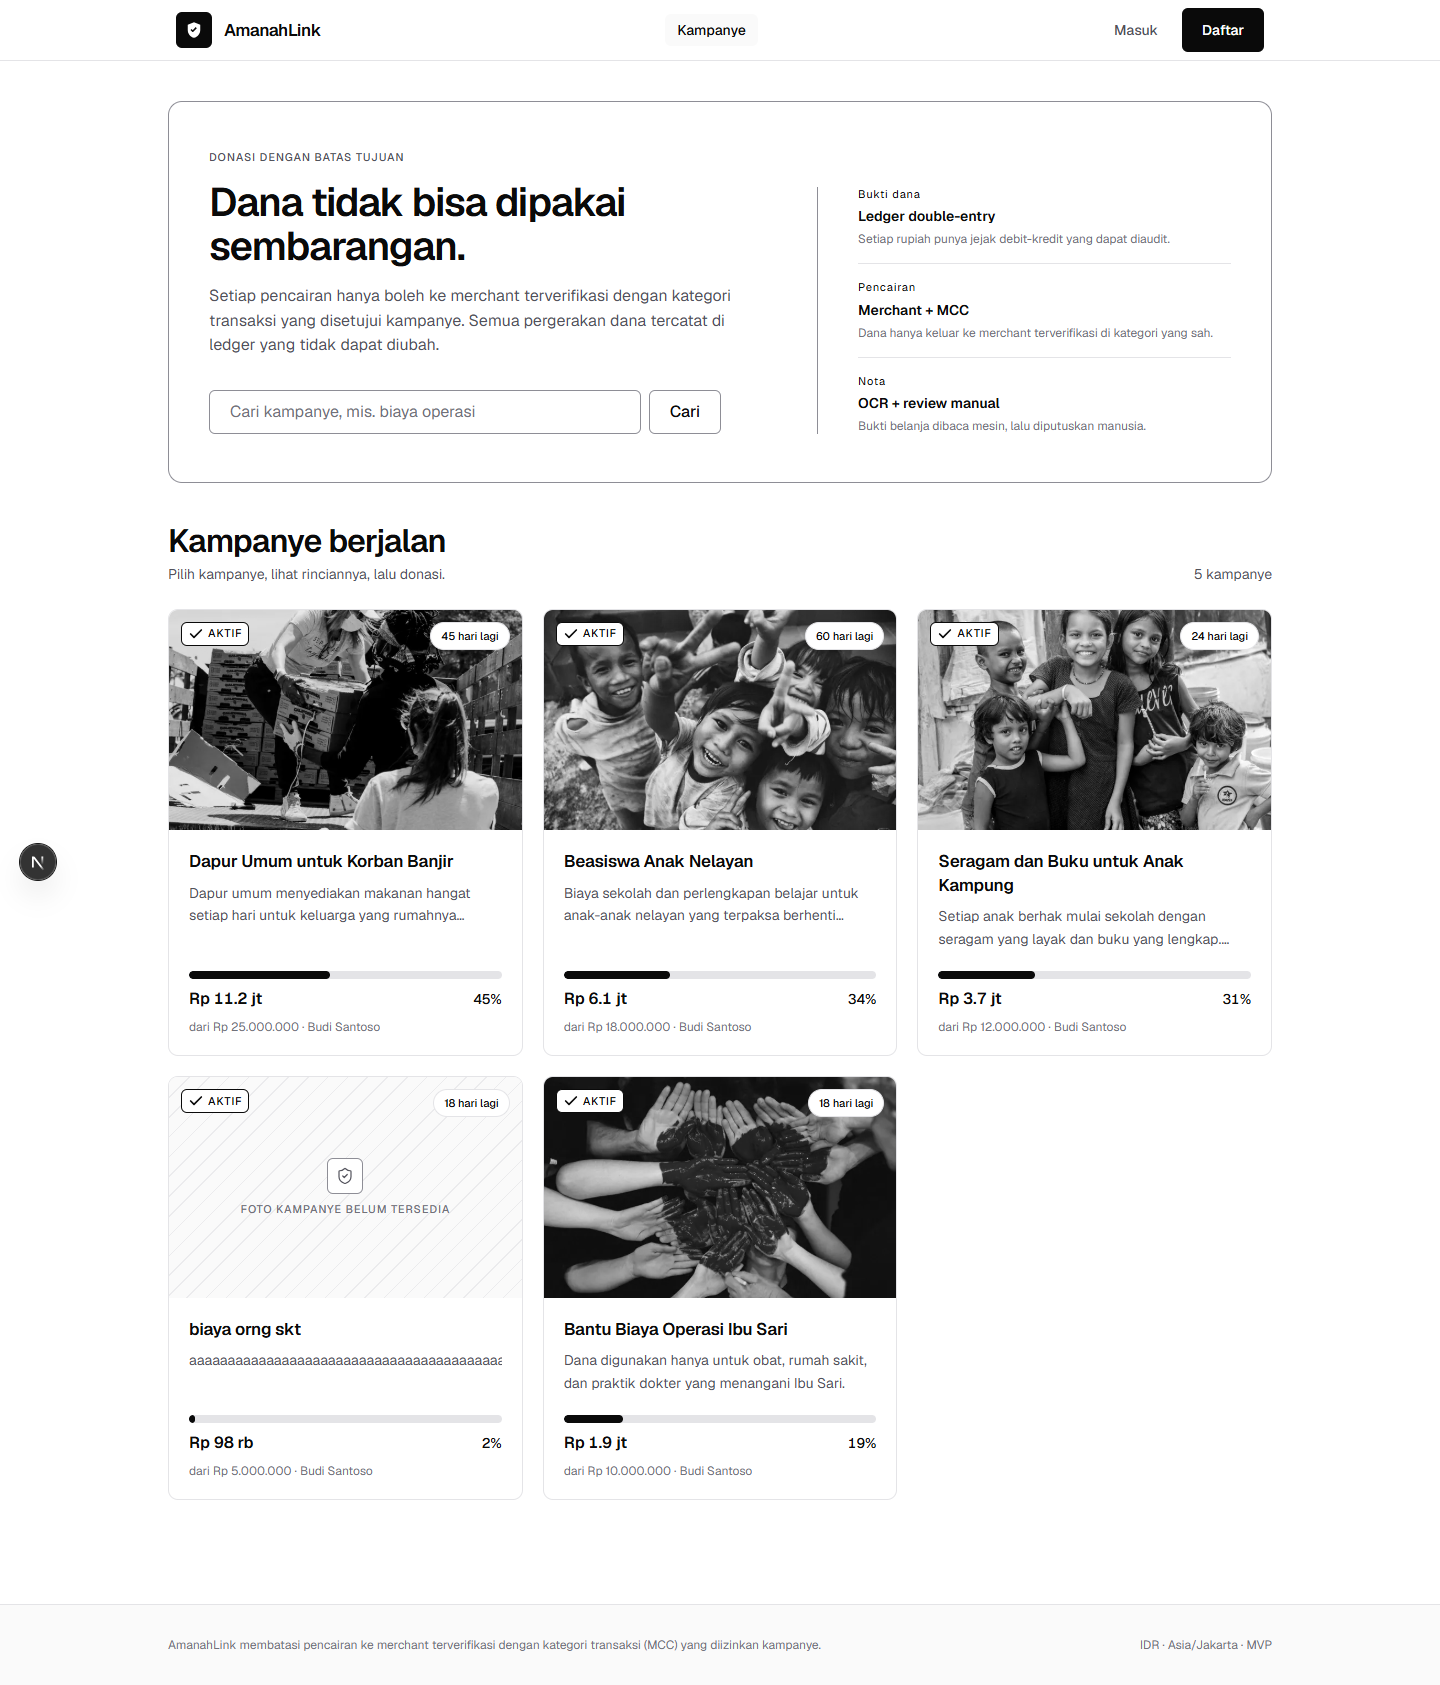 AmanahLink
Kampanye
Masuk
Daftar
DONASI DENGAN BATAS TUJUAN
Dana tidak bisa dipakai
sembarangan.
Setiap pencairan hanya boleh ke merchant terverifikasi dengan kategori
transaksi yang disetujui kampanye. Semua pergerakan dana tercatat di
ledger yang tidak dapat diubah.
Cari kampanye, mis. biaya operasi
Cari
Bukti dana
Ledger double-entry
Setiap rupiah punya jejak debit-kredit yang dapat diaudit.
Pencairan
Merchant + MCC
Dana hanya keluar ke merchant terverifikasi di kategori yang sah.
Nota
OCR + review manual
Bukti belanja dibaca mesin, lalu diputuskan manusia.
Kampanye berjalan
Pilih kampanye, lihat rinciannya, lalu donasi.
5 kampanye
AKTIF
45 hari lagi
Dapur Umum untuk Korban Banjir
Dapur umum menyediakan makanan hangat
setiap hari untuk keluarga yang rumahnya...
Rp 11.2 jt
45%
dari Rp 25.000.000 · Budi Santoso
AKTIF
60 hari lagi
Beasiswa Anak Nelayan
Biaya sekolah dan perlengkapan belajar untuk
anak-anak nelayan yang terpaksa berhenti...
Rp 6.1 jt
34%
dari Rp 18.000.000 · Budi Santoso
AKTIF
24 hari lagi
Seragam dan Buku untuk Anak
Kampung
Setiap anak berhak mulai sekolah dengan
seragam yang layak dan buku yang lengkap....
Rp 3.7 jt
31%
dari Rp 12.000.000 · Budi Santoso
AKTIF
18 hari lagi
FOTO KAMPANYE BELUM TERSEDIA
biaya orng skt
aaaaaaaaaaaaaaaaaaaaaaaaaaaaaaaaaaaaaaaaa
Rp 98 rb
2%
dari Rp 5.000.000 · Budi Santoso
AKTIF
18 hari lagi
Bantu Biaya Operasi Ibu Sari
Dana digunakan hanya untuk obat, rumah sakit,
dan praktik dokter yang menangani Ibu Sari.
Rp 1.9 jt
19%
dari Rp 10.000.000 · Budi Santoso
N
AmanahLink membatasi pencairan ke merchant terverifikasi dengan kategori transaksi (MCC) yang diizinkan kampanye.
IDR · Asia/Jakarta · MVP